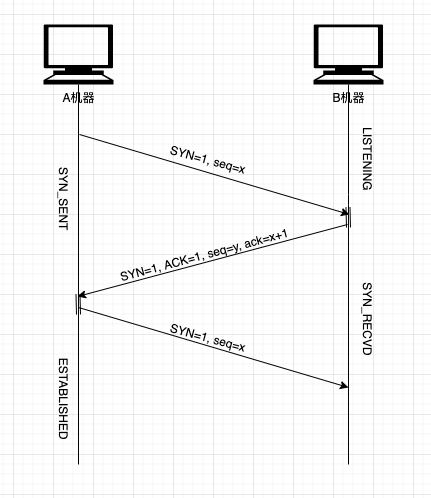 A机器
B机器
SYN=1, seq=x
LISTENING
SYN_SENT
SYN=1, ACK=1, seq=y, ack=x+1
SYN_RECVD
SYN=1, seq=x
ESTABLISHED